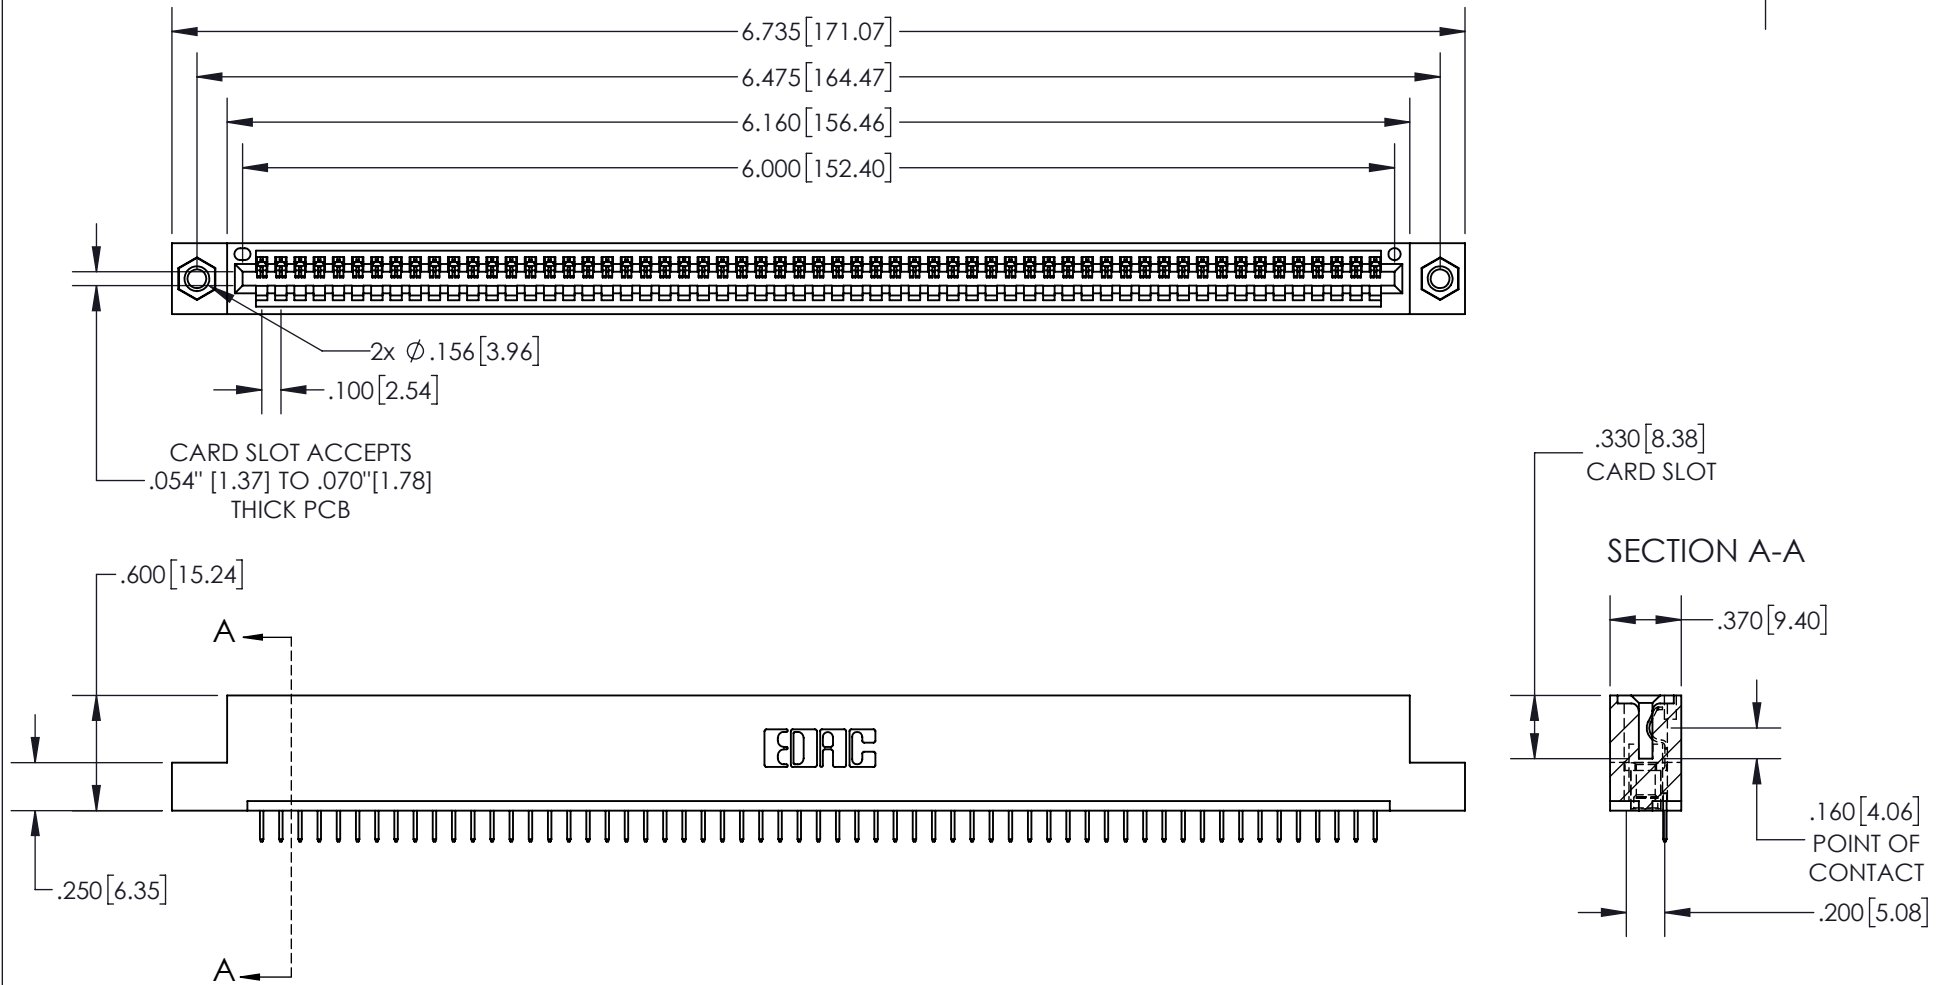 6.735[171.07]
6.475[164.47]
6.160[156.46]
6.000[152.40]
2x Ø.156[3.96]
.100[2.54]
CARD SLOT ACCEPTS
.054" [1.37] TO .070"[1.78]
THICK PCB
.330[8.38]
CARD SLOT
SECTION A-A
.600[15.24]
.370[9.40]
A
EDAC
.160[4.06]
POINT OF
CONTACT
.250[6.35]
.200[5.08]
A